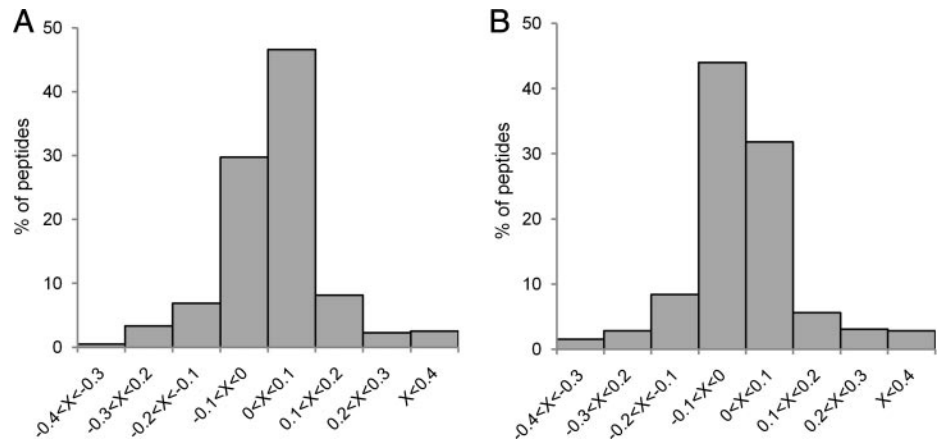 A
% of peptides
50
40
30
20
10
0
-0.4<X<-0.3
-0.3<X<0.2
-0.2<X<-0.1
-0.1<X<0
0<X<0.1
0.1<X<0.2
0.2<X<0.3
X<0.4
B
% of peptides
50
40
30
20
10
0
-0.4<X<-0.3
-0.3<X<0.2
-0.2<X<-0.1
-0.1<X<0
0<X<0.1
0.1<X<0.2
0.2<X<0.3
X<0.4